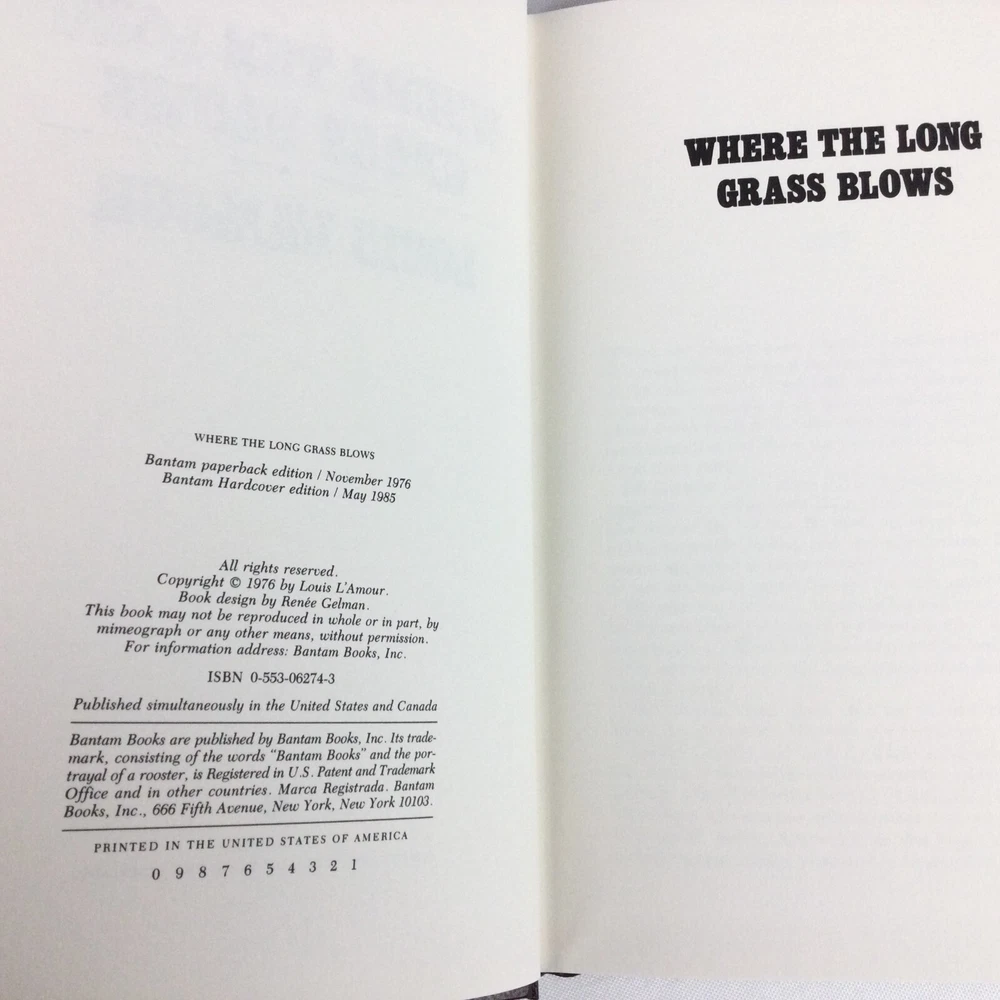 WHERE THE LONG GRASS BLOWS
Bantam paperback edition / November 1976
Bantam Hardcover edition / May 1985
All rights reserved.
Copyright © 1976 by Louis L'Amour.
Book design by Renée Gelman.
This book may not be reproduced in whole or in part, by
mimeograph or any other means, without permission.
For information address: Bantam Books, Inc.
ISBN 0-553-06274-3
Published simultaneously in the United States and Canada
Bantam Books are published by Bantam Books, Inc. Its trade-
mark, consisting of the words "Bantam Books" and the por-
trayal of a rooster, is Registered in U.S. Patent and Trademark
Office and in other countries. Marca Registrada. Bantam
Books, Inc., 666 Fifth Avenue, New York, New York 10103.
PRINTED IN THE UNITED STATES OF AMERICA
0 9 8 7 6 5 4 3 2 1
WHERE THE LONG
GRASS BLOWS